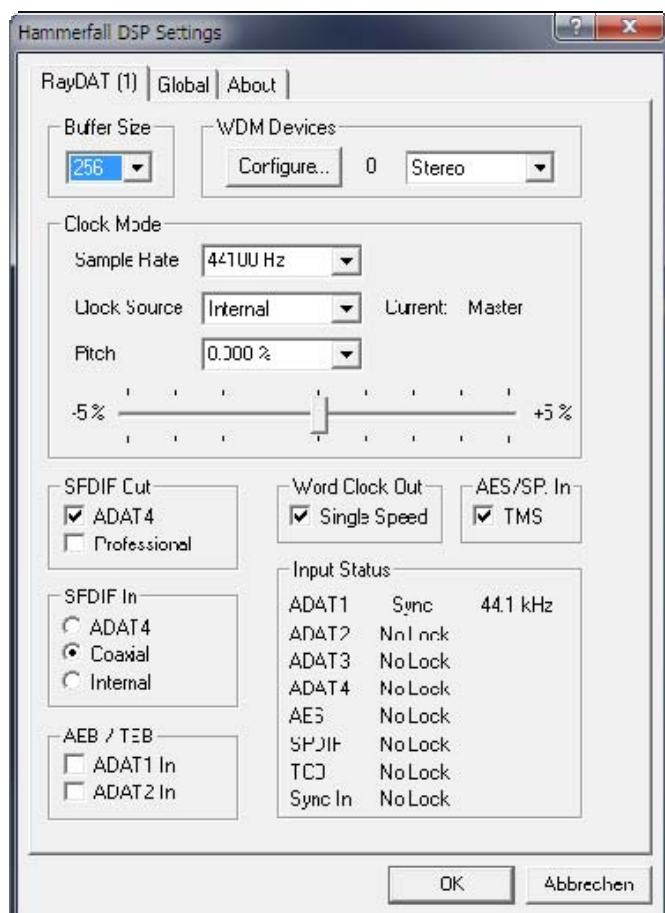 Hammerfall DSP Settings
RayDAT (1) Global About
Buffer Size
256
WDM Devices
Configure... 0 Stereo
Clock Mode
Sample Rate 44100 Hz
Clock Source Internal Current: Master
Pitch 0.000 %
-5 % +5 %
SPDIF Out
ADAT4
Professional
Word Clock Out
Single Speed
AES/SP. In
TMS
SPDIF In
ADAT4
Coaxial
Internal
AEB / TEB
ADAT1 In
ADAT2 In
Input Status
ADAT1 Sync 44.1 kHz
ADAT2 No Lock
ADAT3 No Lock
ADAT4 No Lock
AES No Lock
SPDIF No Lock
TCO No Lock
Sync In No Lock
OK Abbrechen